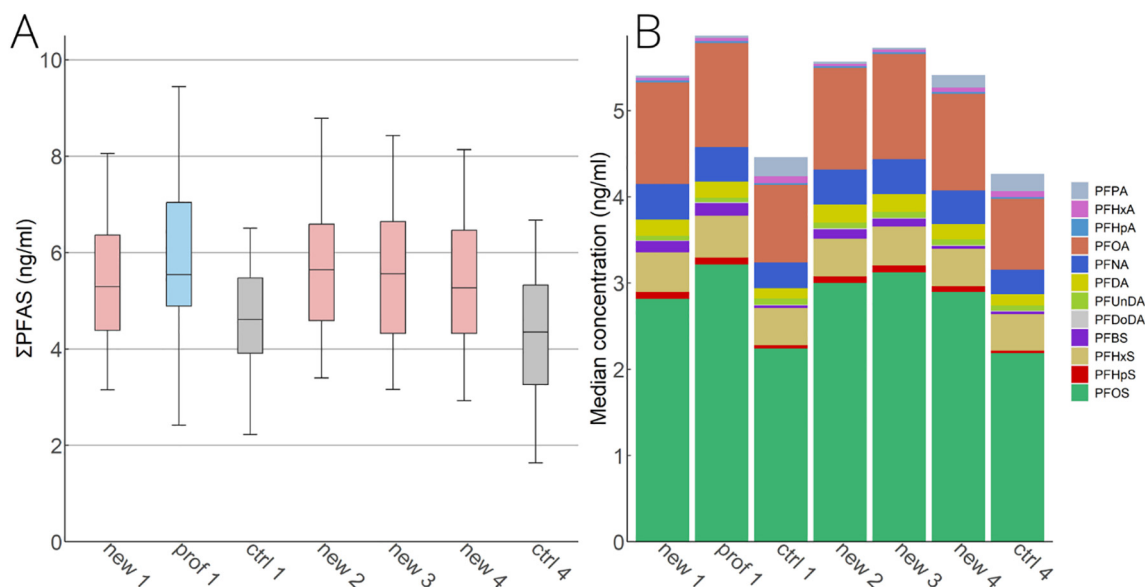 A
ΣPFAS (ng/ml)
10
8
6
4
2
0
new 1
prof 1
ctrl 1
new 2
new 3
new 4
ctrl 4
B
Median concentration (ng/ml)
5
4
3
2
1
0
new 1
prof 1
ctrl 1
new 2
new 3
new 4
ctrl 4
PFPA
PFHxA
PFHpA
PFOA
PFNA
PFDA
PFUnDA
PFDoDA
PFBS
PFHxS
PFHpS
PFOS